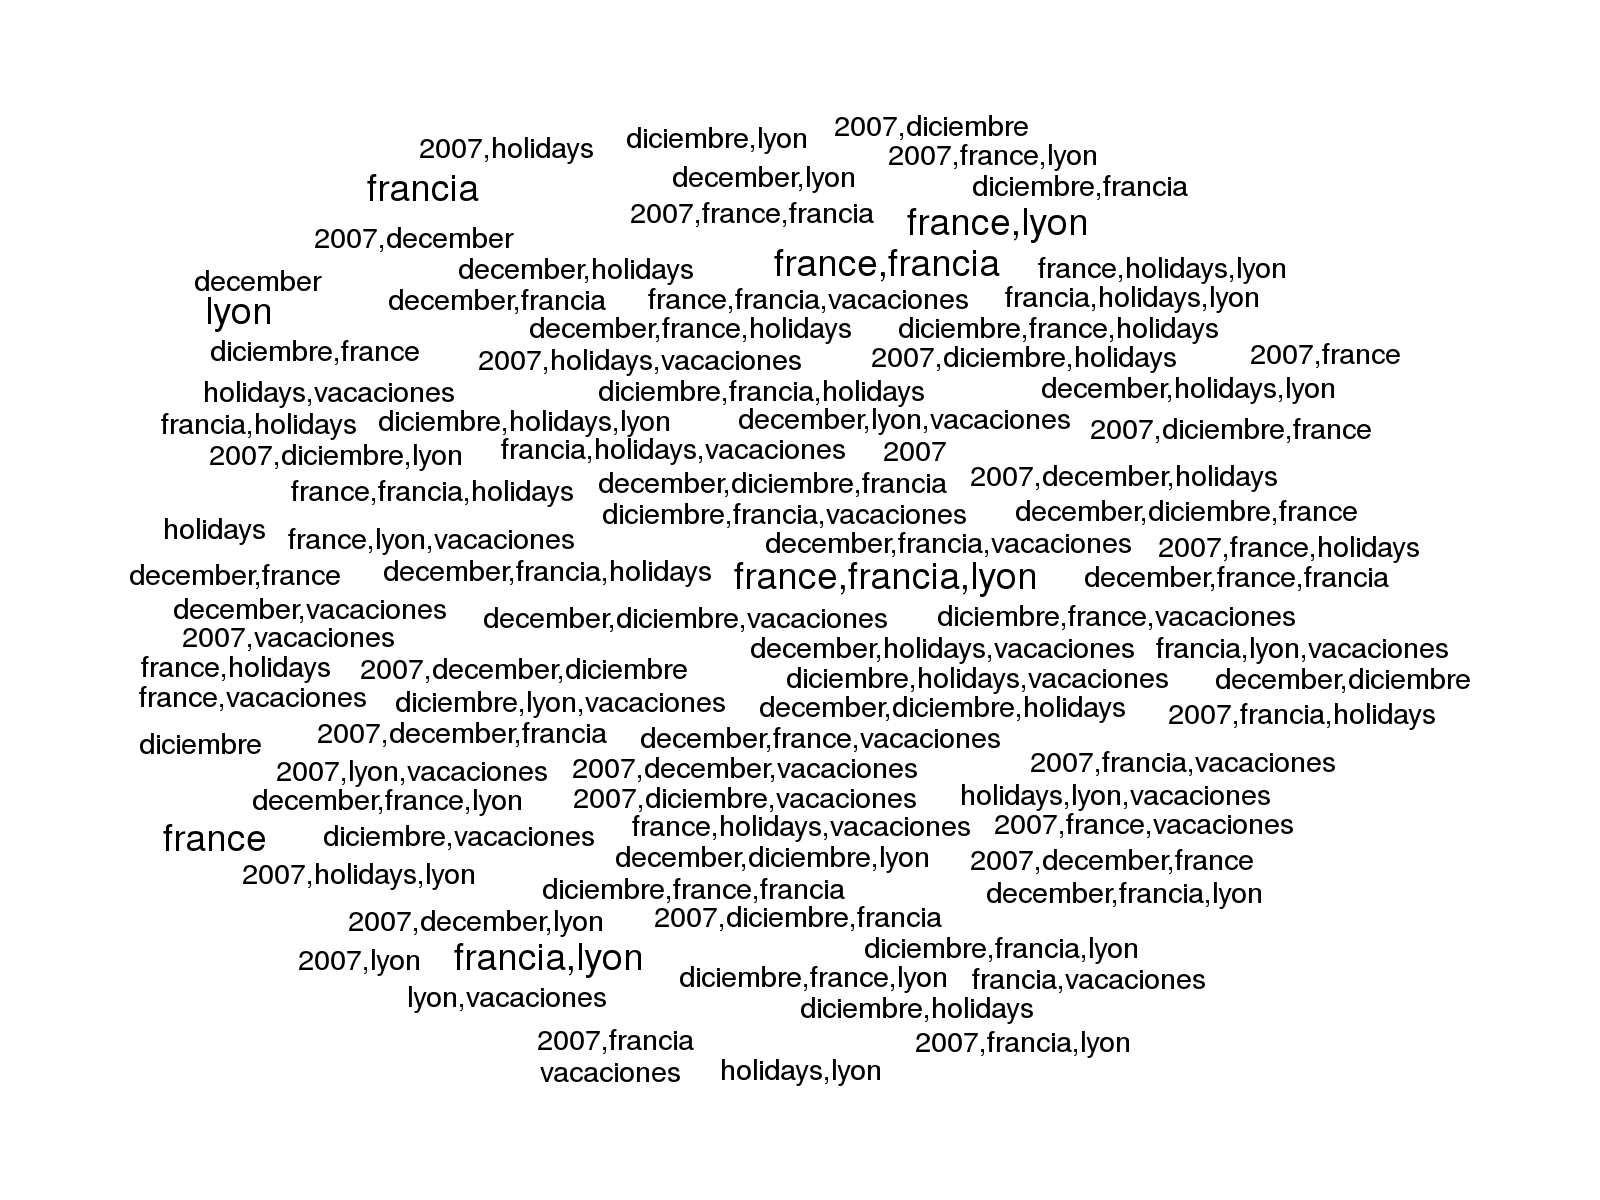 2007,holidays diciembre,lyon 2007,diciembre
2007,france,lyon
francia december,lyon diciembre,francia
2007,france,francia france,lyon
2007,december
december,holidays france,francia france,holidays,lyon
december
lyon december,francia france,francia,vacaciones francia,holidays,lyon
december,france,holidays diciembre,france,holidays
diciembre,france 2007,holidays,vacaciones 2007,diciembre,holidays 2007,france
holidays,vacaciones diciembre,francia,holidays december,holidays,lyon
francia,holidays diciembre,holidays,lyon december,lyon,vacaciones 2007,diciembre,france
2007,diciembre,lyon francia,holidays,vacaciones 2007
france,francia,holidays december,diciembre,francia 2007,december,holidays
diciembre,francia,vacaciones december,diciembre,france
holidays france,lyon,vacaciones december,francia,vacaciones 2007,france,holidays
december,france december,francia,holidays france,francia,lyon december,france,francia
december,vacaciones december,diciembre,vacaciones diciembre,france,vacaciones
2007,vacaciones december,holidays,vacaciones francia,lyon,vacaciones
france,holidays 2007,december,diciembre diciembre,holidays,vacaciones december,diciembre
france,vacaciones diciembre,lyon,vacaciones december,diciembre,holidays 2007,francia,holidays
diciembre 2007,december,francia december,france,vacaciones
2007,lyon,vacaciones 2007,december,vacaciones 2007,francia,vacaciones
december,france,lyon 2007,diciembre,vacaciones holidays,lyon,vacaciones
france diciembre,vacaciones france,holidays,vacaciones 2007,france,vacaciones
december,diciembre,lyon 2007,december,france
2007,holidays,lyon diciembre,france,francia december,francia,lyon
2007,december,lyon 2007,diciembre,francia
2007,lyon francia,lyon diciembre,francia,lyon
diciembre,france,lyon francia,vacaciones
lyon,vacaciones diciembre,holidays
2007,francia 2007,francia,lyon
vacaciones holidays,lyon